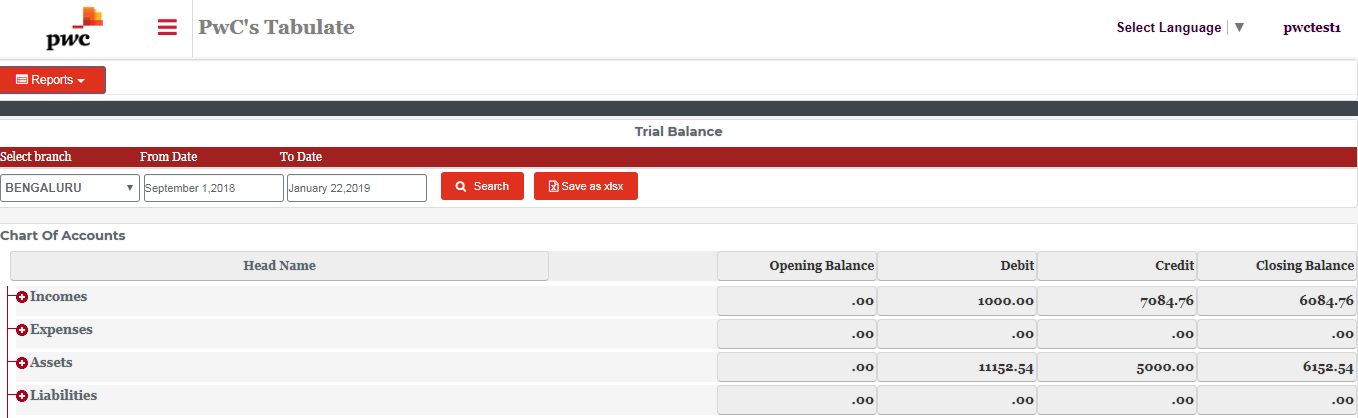 pwc
PwC's Tabulate
Select Language ▼
pwctest1
Reports
Trial Balance
Select branch From Date To Date
BENGALURU September 1,2018 January 22,2019 Search Save as xlsx
Chart Of Accounts
Head Name Opening Balance Debit Credit Closing Balance
Incomes .00 1000.00 7084.76 6084.76
Expenses .00 .00 .00 .00
Assets .00 11152.54 5000.00 6152.54
Liabilities .00 .00 .00 .00